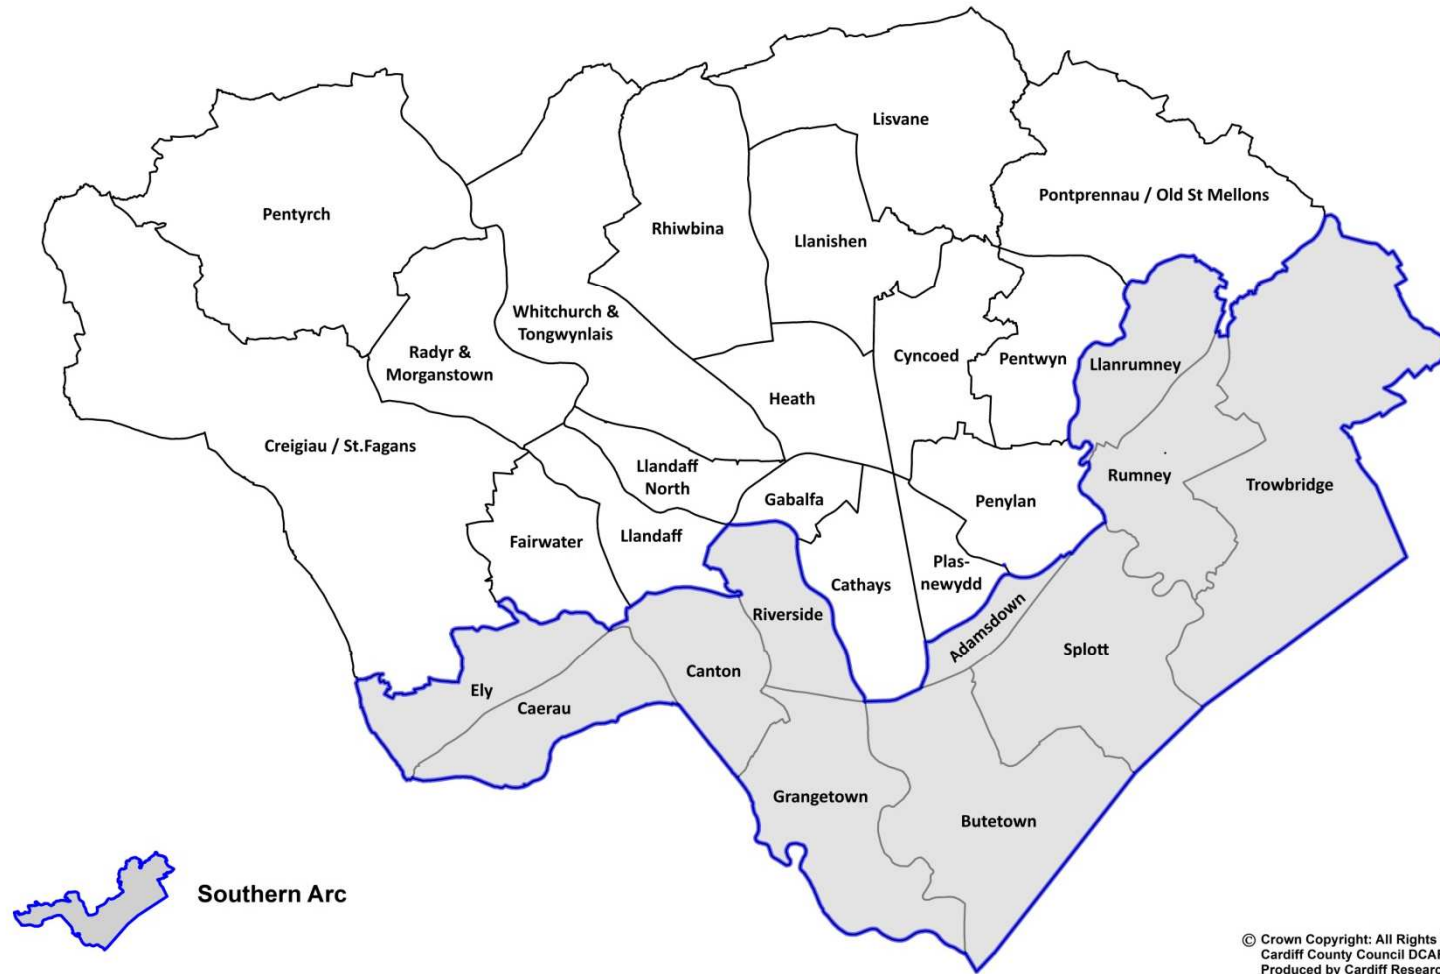 Lisvane
Pontprennau / Old St Mellons
Pentyrch
Rhiwbina
Llanishen
Whitchurch &
Tongwynlais
Radyr &
Morganstown
Cyncoed
Pentwyn
Llanrumney
Heath
Creigiau / St.Fagans
Llandaff
North
Gabalfa
Penylan
Rumney
Trowbridge
Fairwater
Llandaff
Cathays
Plas-
newydd
Riverside
Adamsdown
Splott
Canton
Ely
Caerau
Grangetown
Butetown
Southern Arc
© Crown Copyright: All Rights
Cardiff County Council
Produced by Cardiff